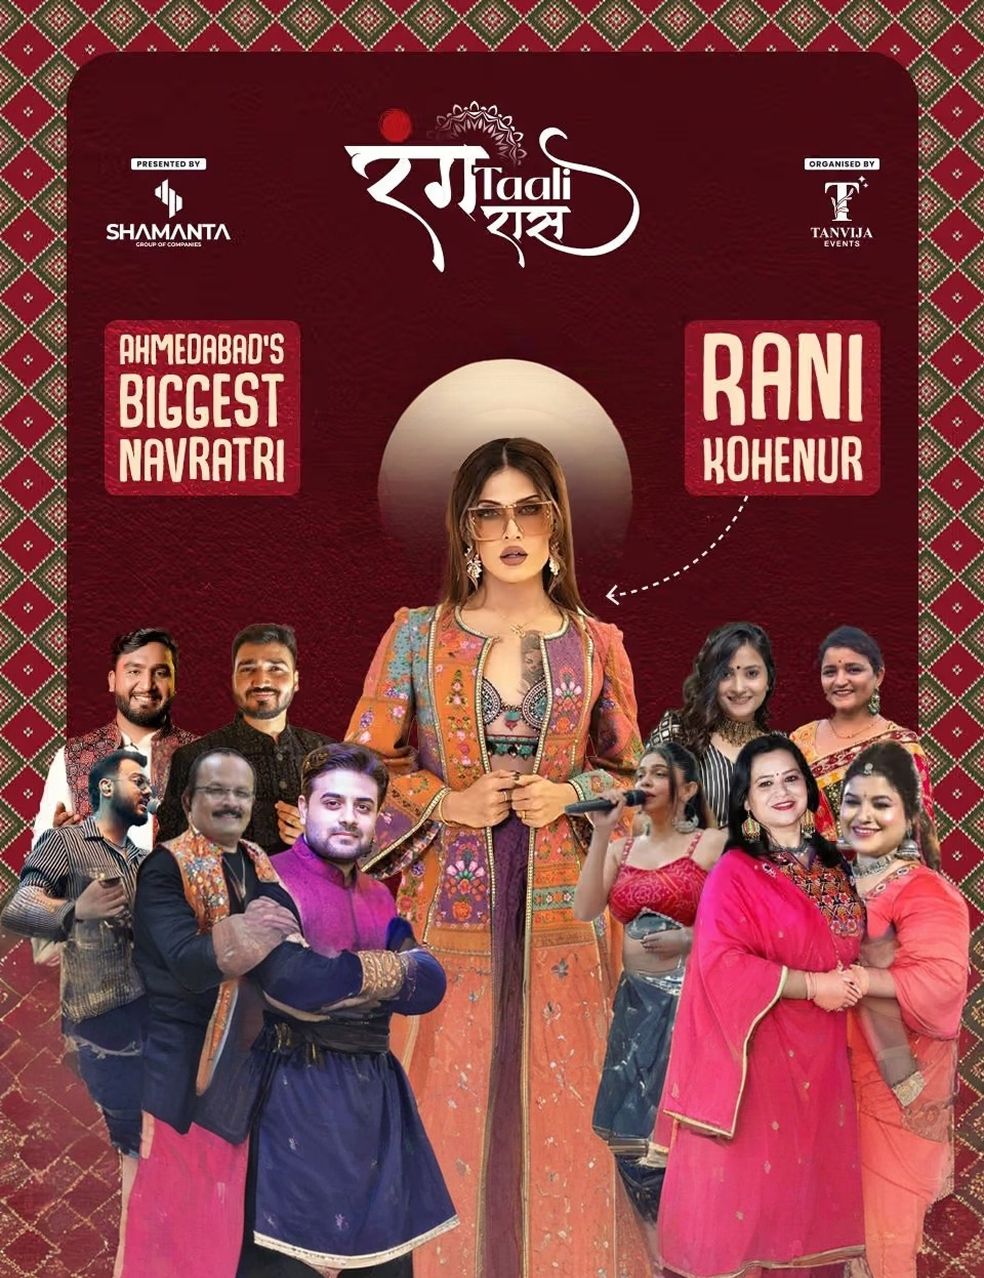 PRESENTED BY
SHAMANTA
GROUP OF COMPANIES
रंग Taali
रास
ORGANISED BY
T
TANVIJA
EVENTS
AHMEDABAD'S
BIGGEST
NAVRATRI
RANI
KOHENUR